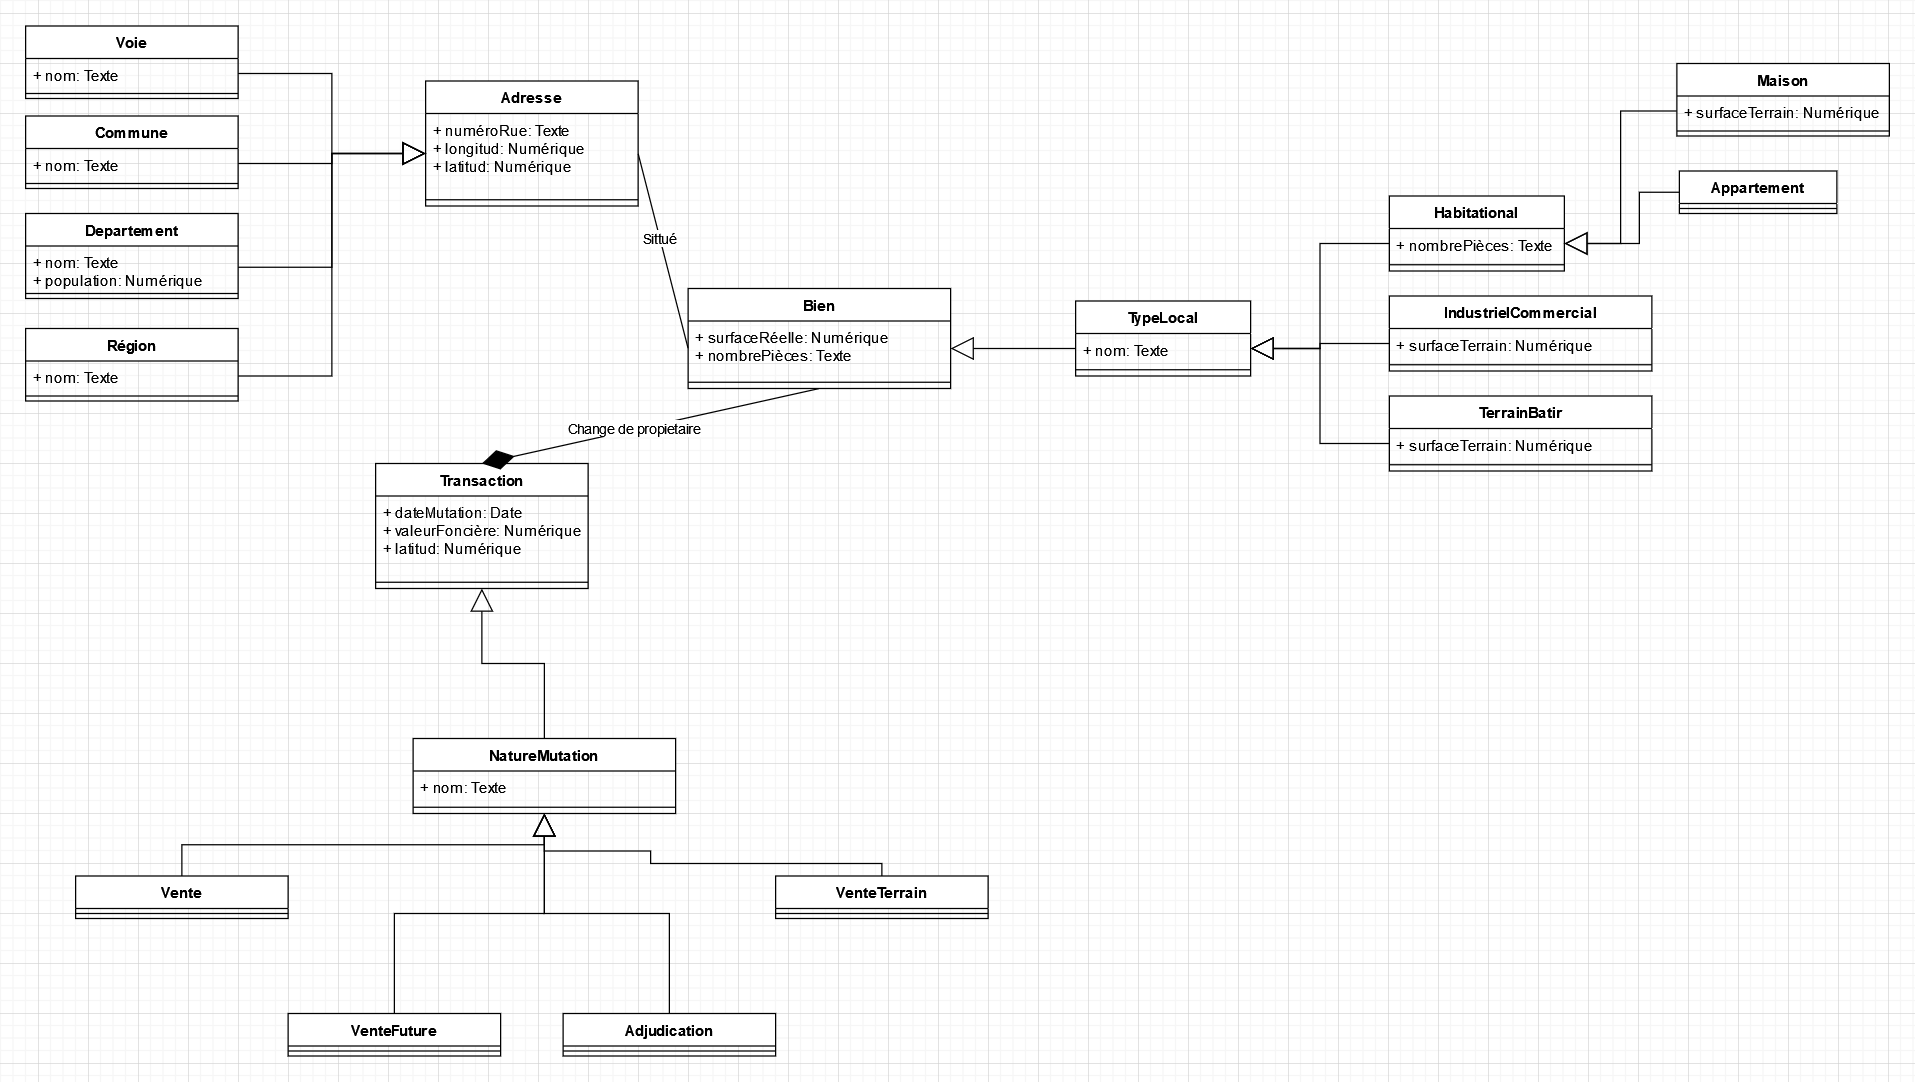 Voie
+ nom: Texte
Commune
+ nom: Texte
Departement
+ nom: Texte
+ population: Numérique
Région
+ nom: Texte
Adresse
+ numéroRue: Texte
+ longitud: Numérique
+ latitud: Numérique
Sittué
Bien
+ surfaceRéelle: Numérique
+ nombrePièces: Texte
TypeLocal
+ nom: Texte
Habitational
+ nombrePièces: Texte
Maison
+ surfaceTerrain: Numérique
Appartement
IndustrielCommercial
+ surfaceTerrain: Numérique
TerrainBatir
+ surfaceTerrain: Numérique
Change de propietaire
Transaction
+ dateMutation: Date
+ valeurFoncière: Numérique
+ latitud: Numérique
NatureMutation
+ nom: Texte
Vente
VenteTerrain
VenteFuture
Adjudication